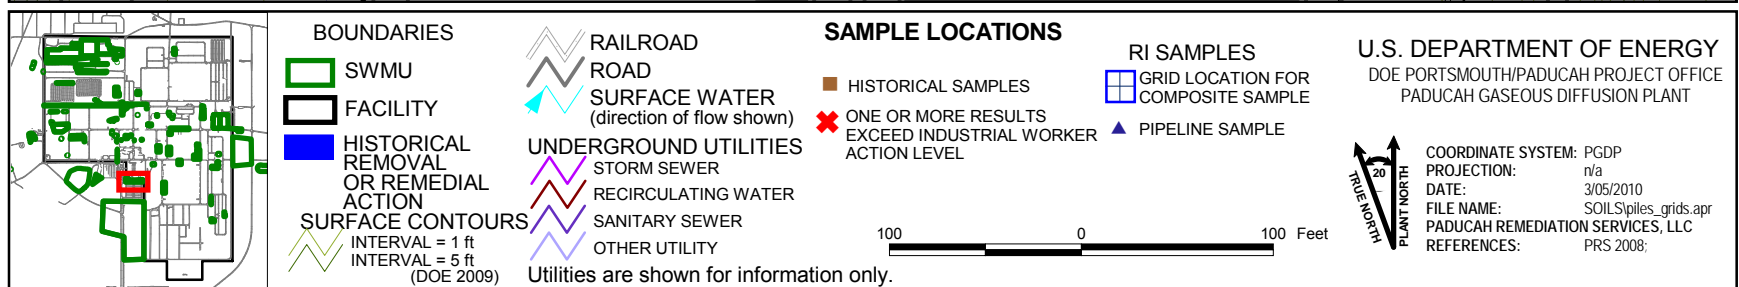 BOUNDARIES
SWMU
FACILITY
HISTORICAL
REMOVAL
OR REMEDIAL
ACTION
SURFACE CONTOURS
INTERVAL = 1 ft
INTERVAL = 5 ft
(DOE 2009)
RAILROAD
ROAD
SURFACE WATER
(direction of flow shown)
UNDERGROUND UTILITIES
STORM SEWER
RECIRCULATING WATER
SANITARY SEWER
OTHER UTILITY
Utilities are shown for information only.
SAMPLE LOCATIONS
HISTORICAL SAMPLES
ONE OR MORE RESULTS
EXCEED INDUSTRIAL WORKER
ACTION LEVEL
RI SAMPLES
GRID LOCATION FOR
COMPOSITE SAMPLE
PIPELINE SAMPLE
100 0 100 Feet
U.S. DEPARTMENT OF ENERGY
DOE PORTSMOUTH/PADUCAH PROJECT OFFICE
PADUCAH GASEOUS DIFFUSION PLANT
20
TRUE NORTH
PLANT NORTH
COORDINATE SYSTEM: PGDP
PROJECTION: n/a
DATE: 3/05/2010
FILE NAME: SOILS\piles_grids.apr
PADUCAH REMEDIATION SERVICES, LLC
REFERENCES: PRS 2008;